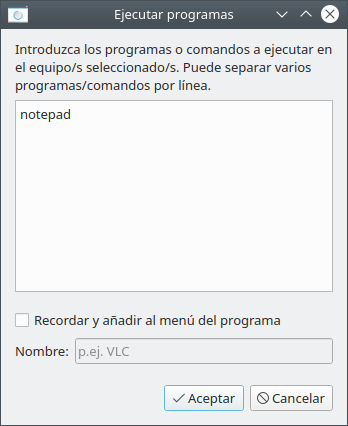 Ejecutar programas
Introduzca los programas o comandos a ejecutar en
el equipo/s seleccionado/s. Puede separar varios
programas/comandos por línea.
notepad
Recordar y añadir al menú del programa
Nombre: p.ej. VLC
Aceptar Cancelar